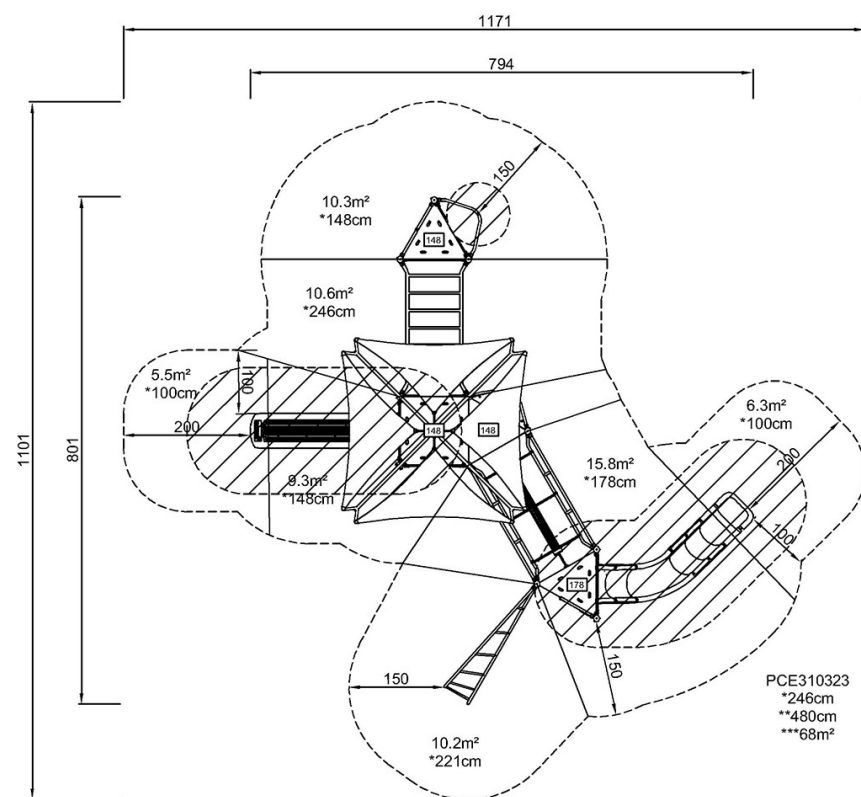 1171
794
150
10.3m²
*148cm
148
10.6m²
*246cm
5.5m²
*100cm
100
200
6.3m²
*100cm
1101
801
148
148
15.8m²
*178cm
200
9.3m²
*148cm
100
178
150
150
PCE310323
*246cm
**480cm
***68m²
10.2m²
*221cm